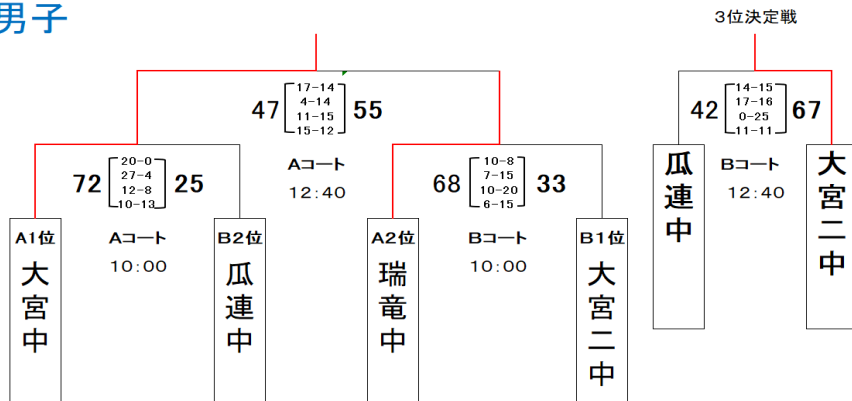 男子
3位決定戦
47
17-14
4-14
11-15
15-12
55
42
14-15
17-16
0-25
11-11
67
Aコート
12:40
Bコート
12:40
72
20-0
27-4
12-8
10-13
25
68
10-8
7-15
10-20
6-15
33
Aコート
10:00
Bコート
10:00
A1位
大宮中
B2位
瓜連中
A2位
瑞竜中
B1位
大宮二中
瓜連中
大宮二中